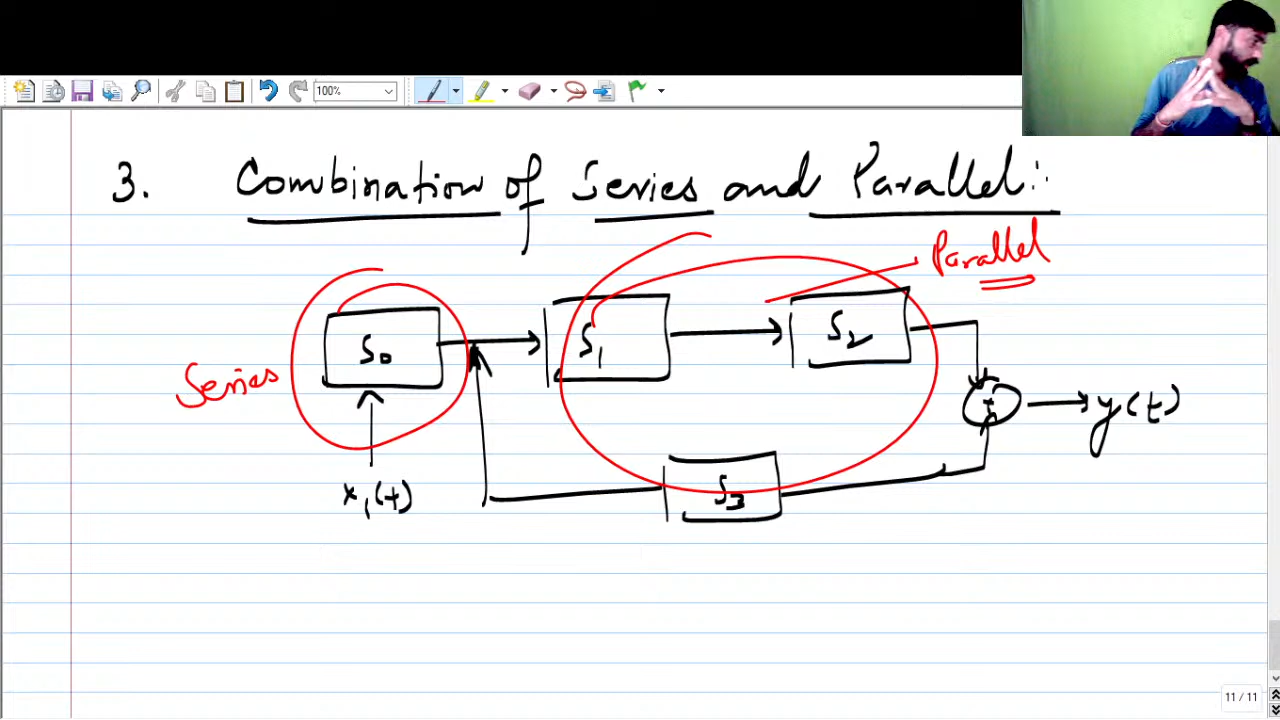 100%
3. Combination of Series and Parallel:
Parallel
S0 S1 S2
Series
+ y(t)
x1(t)
S3
11 / 11